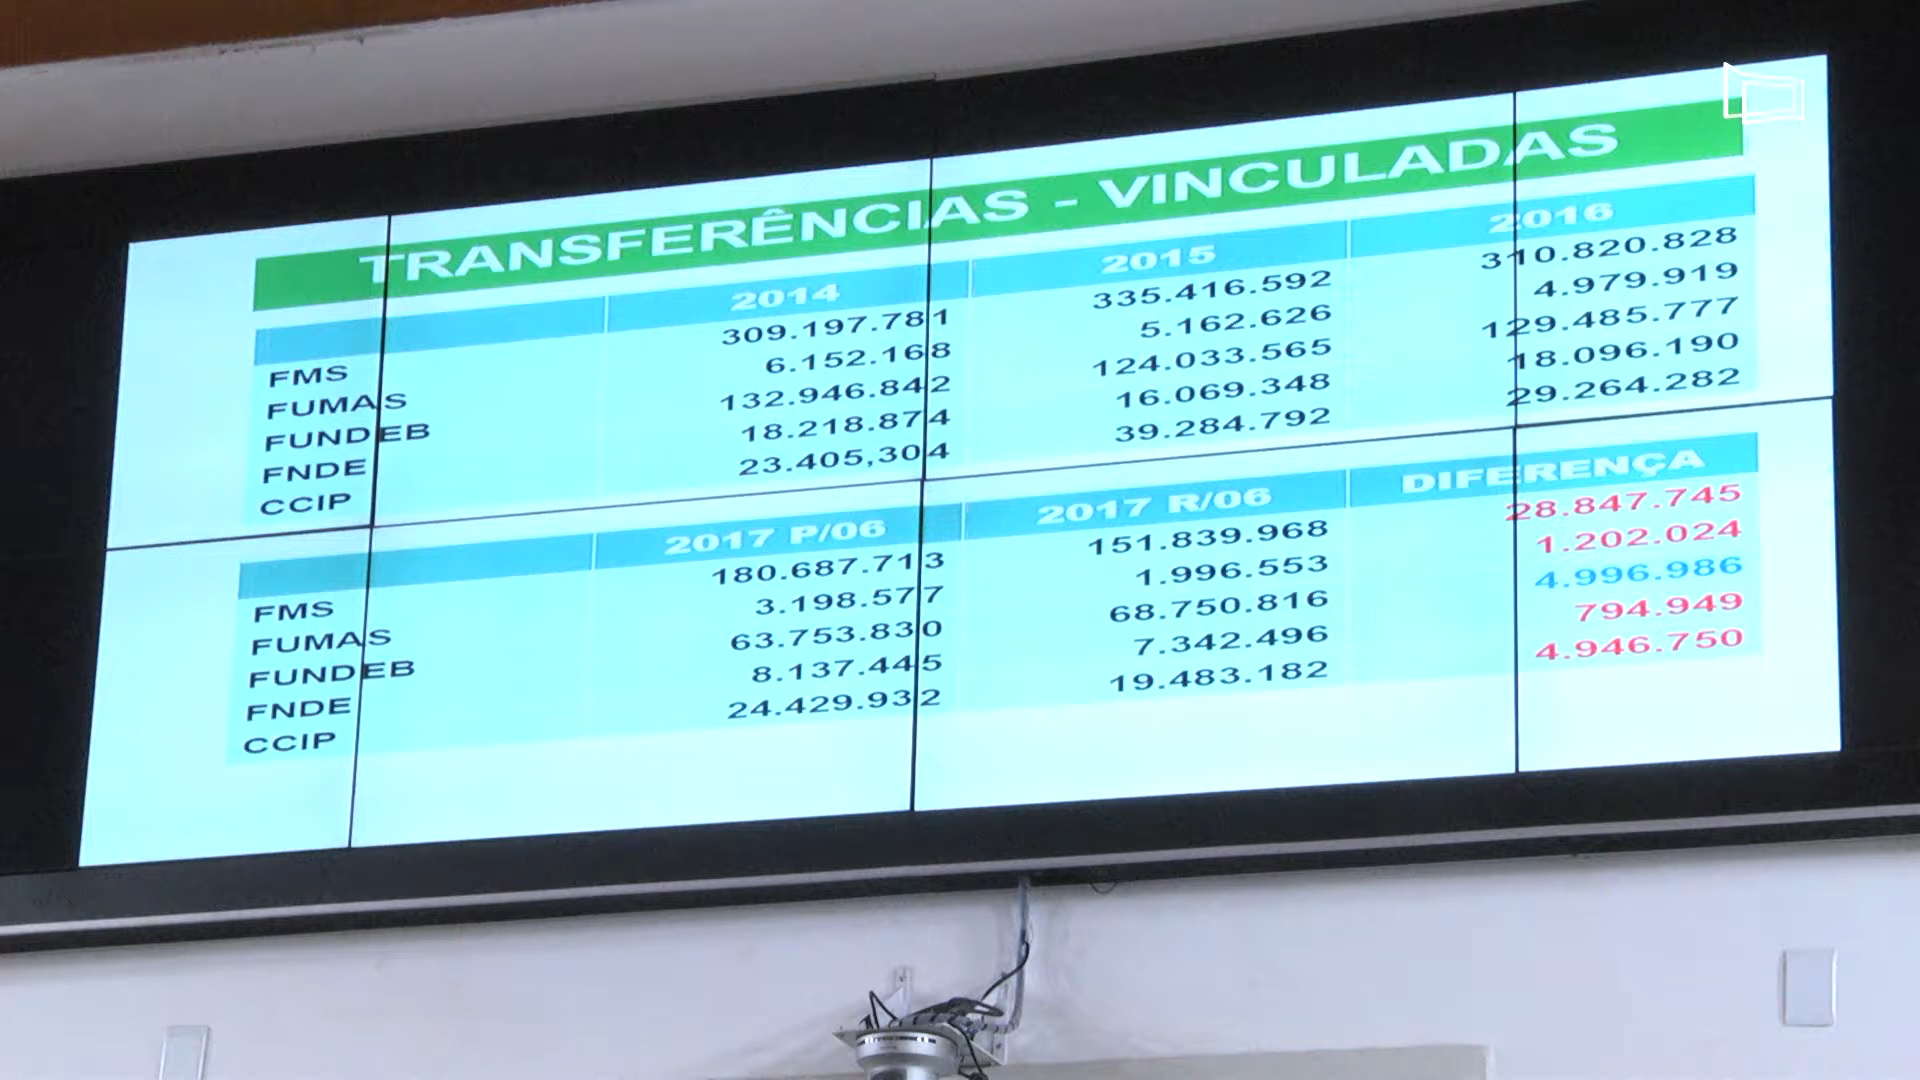 TRANSFERÊNCIAS - VINCULADAS
2014 2015 2016
FMS 309.197.781 335.416.592 310.820.828
FUMAS 6.152.168 5.162.626 4.979.919
FUNDEB 132.946.842 124.033.565 129.485.777
FNDE 18.218.874 16.069.348 18.096.190
CCIP 23.405,304 39.284.792 29.264.282
2017 P/06 2017 R/06 DIFERENÇA
FMS 180.687.713 151.839.968 28.847.745
FUMAS 3.198.577 1.996.553 1.202.024
FUNDEB 63.753.830 68.750.816 4.996.986
FNDE 8.137.445 7.342.496 794.949
CCIP 24.429.932 19.483.182 4.946.750